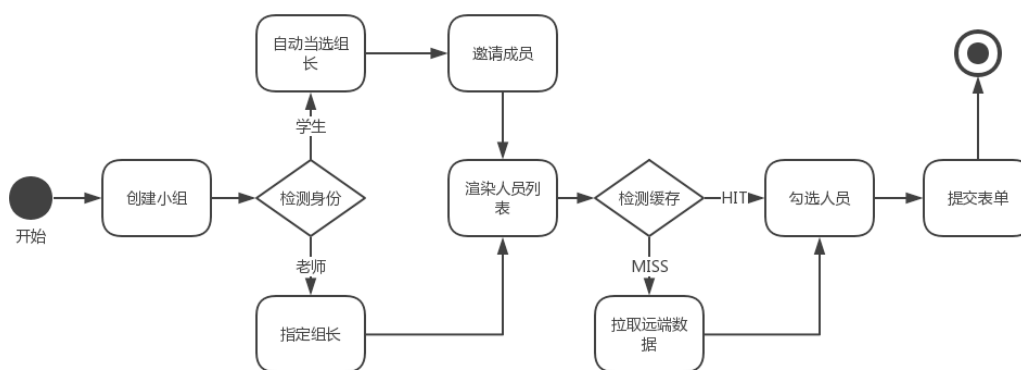 自动当选组
长
邀请成员
学生
开始
创建小组
检测身份
渲染人员列
表
检测缓存
HIT
勾选人员
提交表单
老师
MISS
指定组长
拉取远端数
据